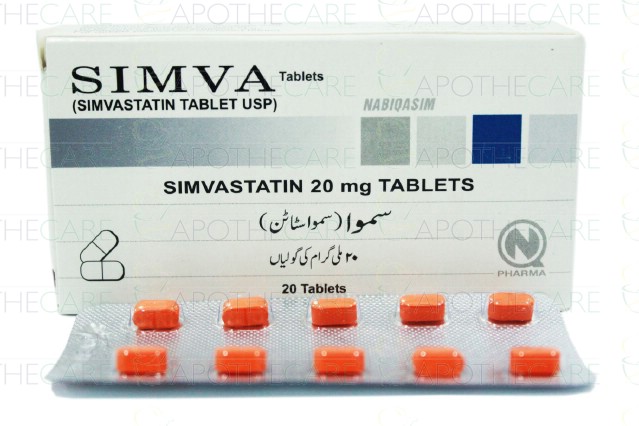 SIMVA Tablets
(SIMVASTATIN TABLET USP)
NABIQASIM
SIMVASTATIN 20 mg TABLETS
سموا (سمواسٹاٹن)
۲۰ ملی گرام کی گولیاں
20 Tablets
N
PHARMA
APOTHECARE